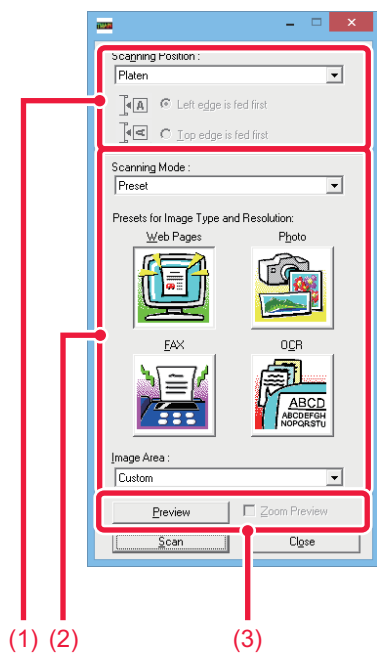 Scanning Position :
Platen
A
Left edge is fed first
A
Top edge is fed first
Scanning Mode :
Preset
Presets for Image Type and Resolution:
Web Pages Photo
FAX OCR
ABCD
ABCDEFGH
NOPQRSTU
Image Area :
Custom
Preview Zoom Preview
Scan Close
(1) (2) (3)